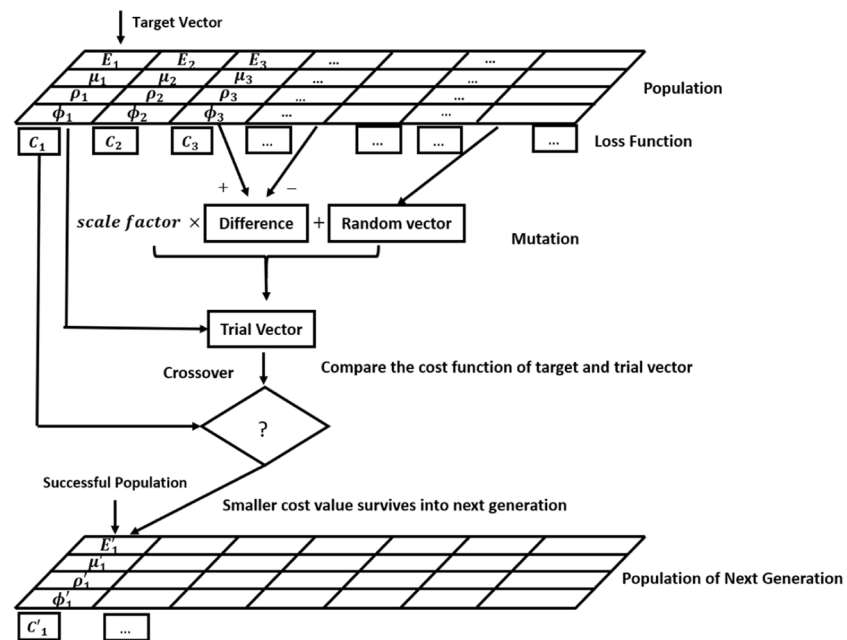 Target Vector
E₁ E₂ E₃ ... ...
μ₁ μ₂ μ₃ ... ...
ρ₁ ρ₂ ρ₃ ... ...
ϕ₁ ϕ₂ ϕ₃ ... ...
Population
C₁ C₂ C₃ ... ... ... ...
Loss Function
+ −
scale factor × Difference + Random vector
Mutation
Trial Vector
Crossover
Compare the cost function of target and trial vector
?
Successful Population
Smaller cost value survives into next generation
E′₁
μ′₁
ρ′₁
ϕ′₁
Population of Next Generation
C′₁ ...